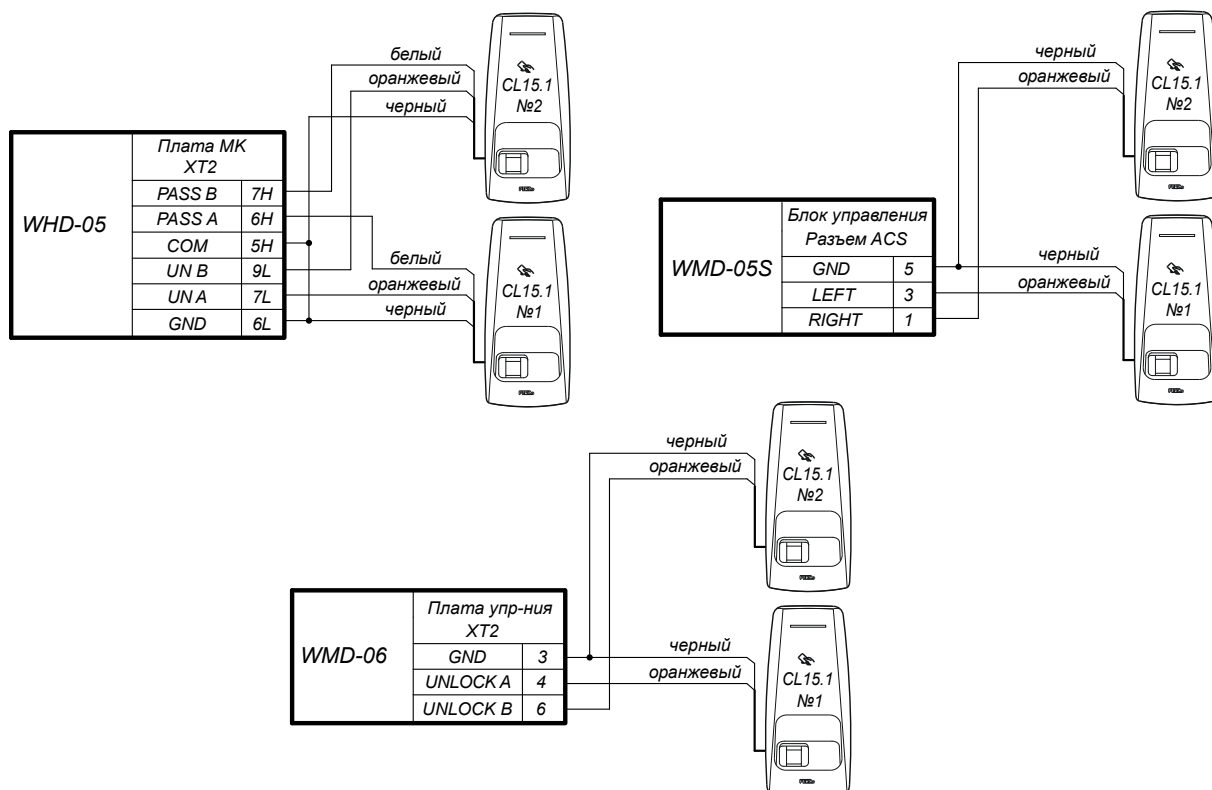 белый
оранжевый
черный
CL15.1
№2
WHD-05
Плата МК
XT2
PASS B 7H
PASS A 6H
COM 5H
UN B 9L
UN A 7L
GND 6L
белый
оранжевый
черный
CL15.1
№1
черный
оранжевый
CL15.1
№2
WMD-05S
Блок управления
Разъем ACS
GND 5
LEFT 3
RIGHT 1
черный
оранжевый
CL15.1
№1
черный
оранжевый
CL15.1
№2
WMD-06
Плата упр-ния
XT2
GND 3
UNLOCK A 4
UNLOCK B 6
черный
оранжевый
CL15.1
№1